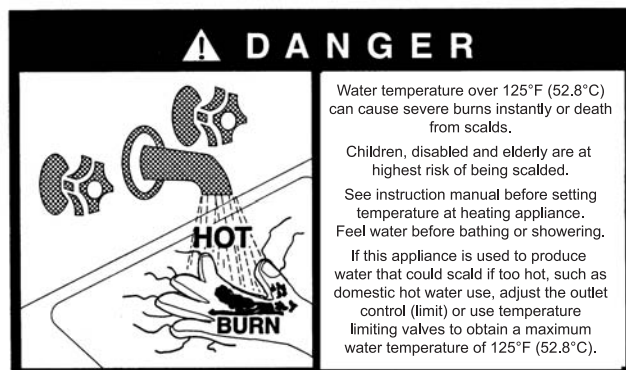 DANGER
HOT
BURN
Water temperature over 125°F (52.8°C)
can cause severe burns instantly or death
from scalds.
Children, disabled and elderly are at
highest risk of being scalded.
See instruction manual before setting
temperature at heating appliance.
Feel water before bathing or showering.
If this appliance is used to produce
water that could scald if too hot, such as
domestic hot water use, adjust the outlet
control (limit) or use temperature
limiting valves to obtain a maximum
water temperature of 125°F (52.8°C).